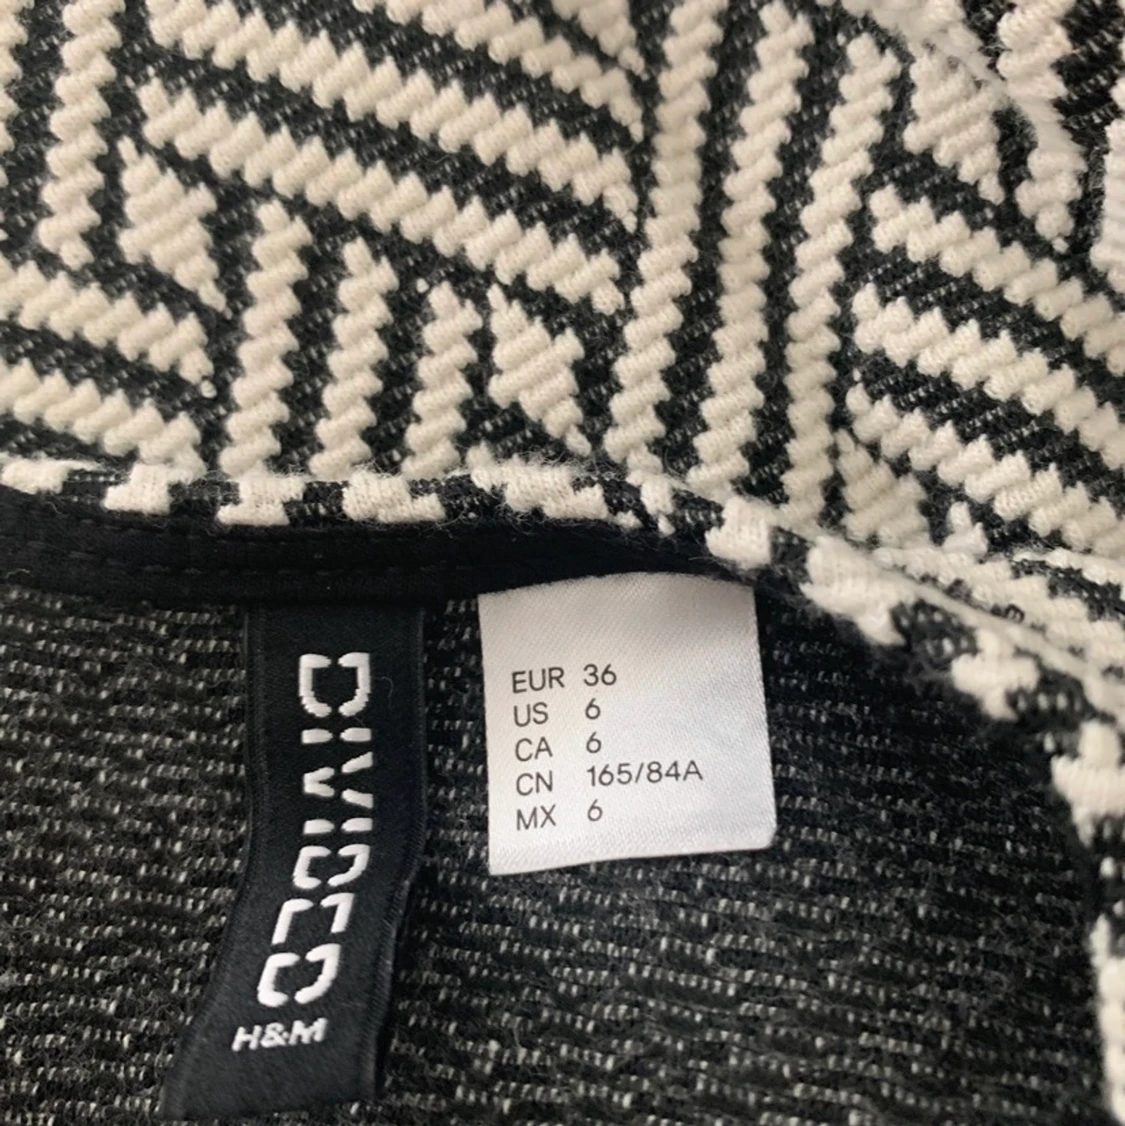 DIVIDED
H&M
EUR 36
US 6
CA 6
CN 165/84A
MX 6